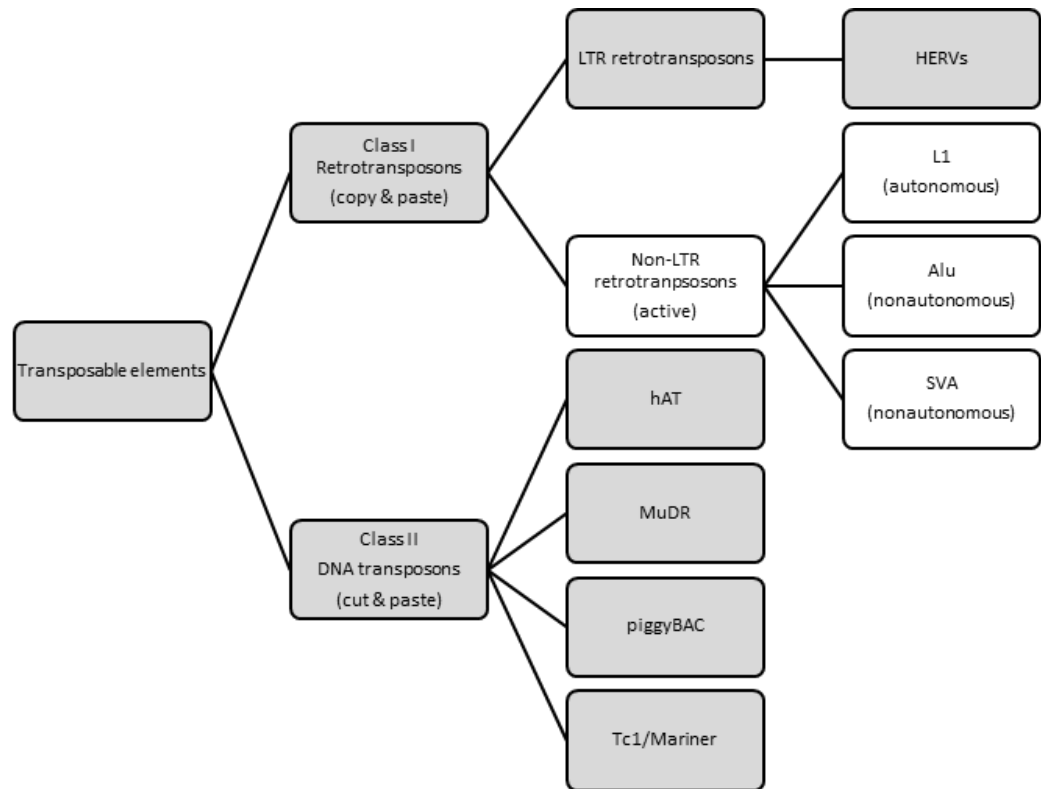 LTR retrotransposons
HERVs
Class I
Retrotransposons
(copy & paste)
L1
(autonomous)
Non-LTR
retrotranpsosons
(active)
Alu
(nonautonomous)
Transposable elements
SVA
(nonautonomous)
hAT
MuDR
Class II
DNA transposons
(cut & paste)
piggyBAC
Tc1/Mariner